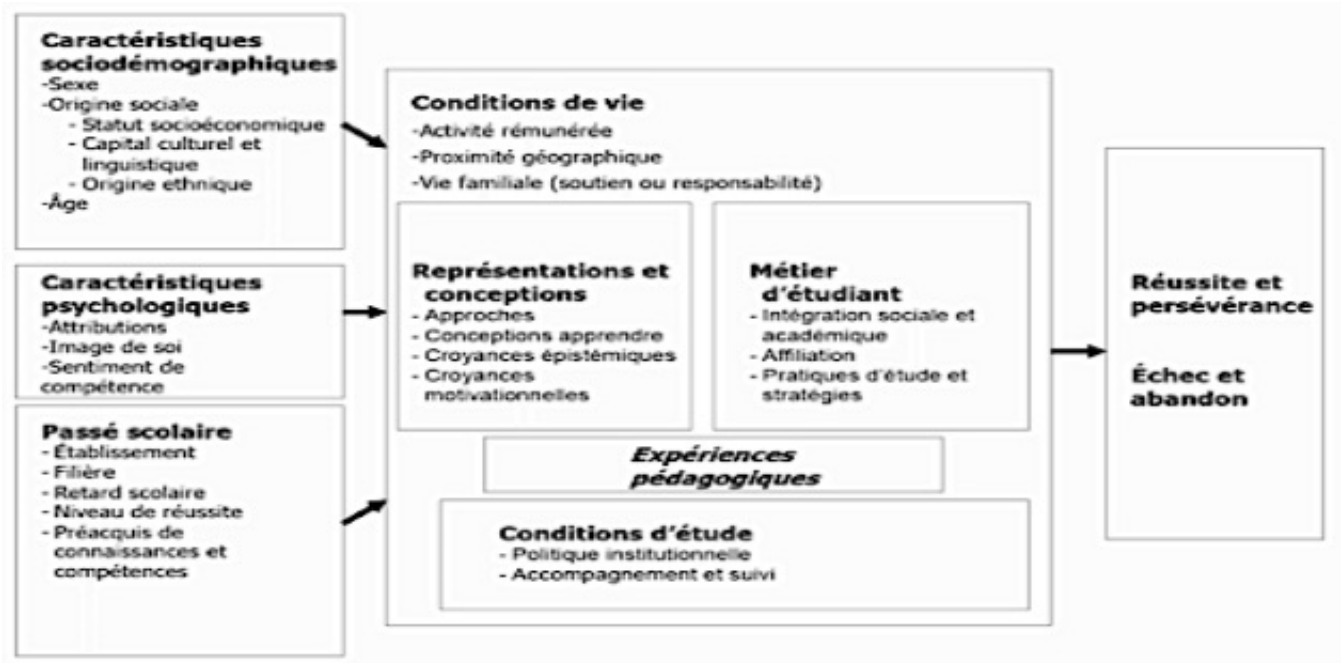 Caractéristiques
sociodémographiques
-Sexe
-Origine sociale
- Statut socioéconomique
- Capital culturel et
linguistique
- Origine ethnique
-Âge
Caractéristiques
psychologiques
-Attributions
-Image de soi
-Sentiment de
compétence
Passé scolaire
- Établissement
- Filière
- Retard scolaire
- Niveau de réussite
- Préacquis de
connaissances et
compétences
Conditions de vie
-Activité rémunérée
-Proximité géographique
-Vie familiale (soutien ou responsabilité)
Représentations et
conceptions
- Approches
- Conceptions apprendre
- Croyances épistémiques
- Croyances
motivationnelles
Métier
d'étudiant
- Intégration sociale et
académique
- Affiliation
- Pratiques d'étude et
stratégies
Expériences
pédagogiques
Conditions d'étude
- Politique institutionnelle
- Accompagnement et suivi
Réussite et
persévérance
Échec et
abandon